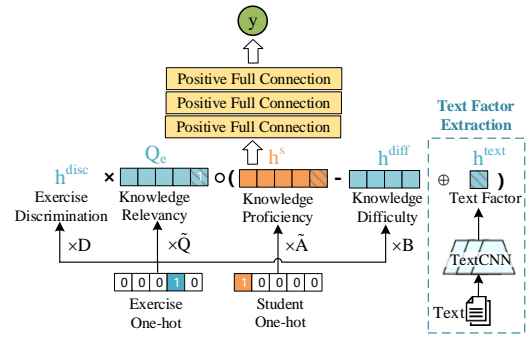 y
Positive Full Connection
Positive Full Connection
Positive Full Connection
Text Factor
Extraction
h^disc × Q_e 1 ∘( h^s - h^diff ⊕ h^text )
Exercise
Discrimination
Knowledge
Relevancy
Knowledge
Proficiency
Knowledge
Difficulty
Text Factor
×D
×Q̃
×Ã
×B
TextCNN
0 0 0 1 0
1 0 0 0 0
Exercise
One-hot
Student
One-hot
Text